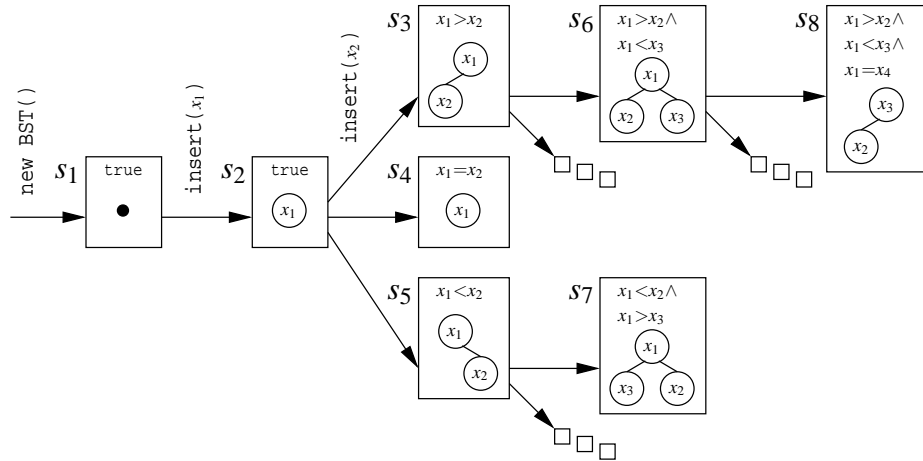 new BST()
s1
true
insert(x1)
s2
true
x1
insert(x2)
s3
x1>x2
x1
x2
s4
x1=x2
x1
s5
x1<x2
x1
x2
s6
x1>x2∧
x1<x3
x1
x2 x3
s7
x1<x2∧
x1>x3
x1
x3 x2
s8
x1>x2∧
x1<x3∧
x1=x4
x3
x2